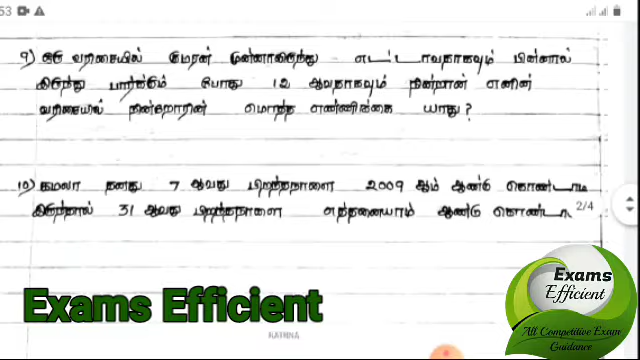 53
9) ஒரு வரிசையில் குமரன் முன்னாலிருந்து எட்டாவதாகவும் பின்னால்
இருந்து பார்க்கும் போது 12 ஆவதாகவும் நின்றான் எனின்
வரிசையில் நின்றோரின் மொத்த எண்ணிக்கை யாது?
10) கமலா தனது 7 ஆவது பிறந்தநாளை 2009 ஆம் ஆண்டு கொண்டாடி
இருந்தால் 31 ஆவது பிறந்தநாளை எத்தனையாம் ஆண்டு
2/4
Exams Efficient
Exams
Efficient
All Competitive Exam
Guidance